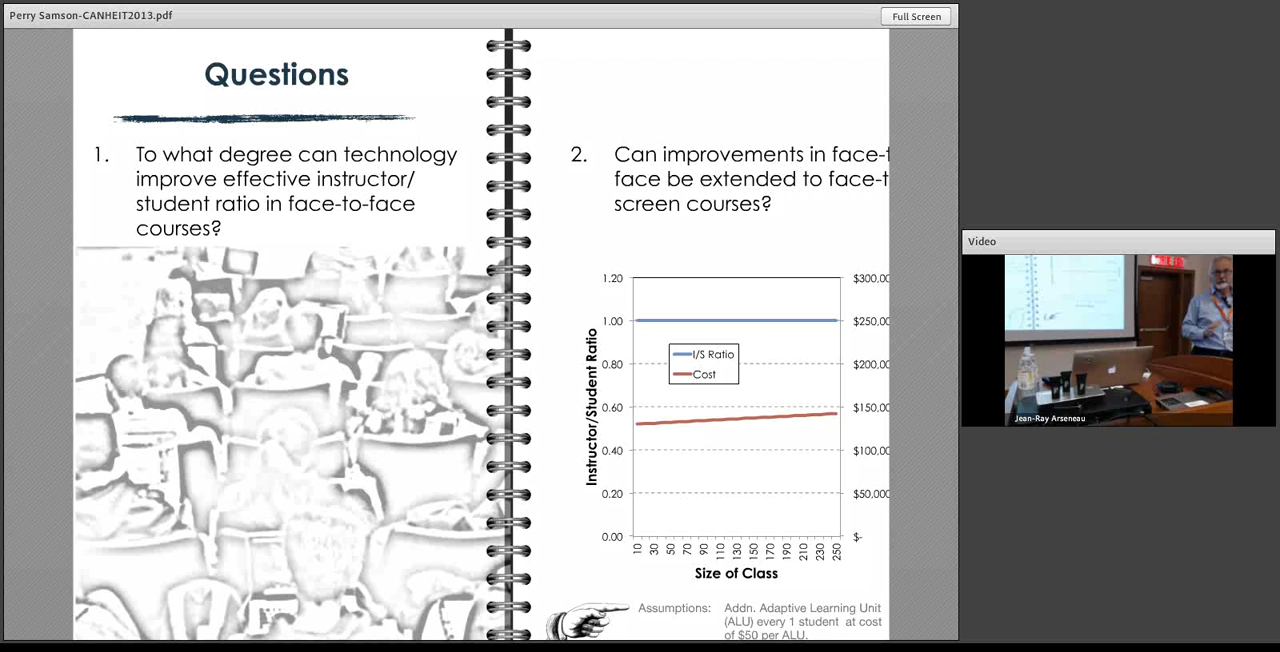 Perry Samson-CANHEIT2013.pdf
Full Screen
Questions
1. To what degree can technology
improve effective instructor/
student ratio in face-to-face
courses?
2. Can improvements in face-t
face be extended to face-t
screen courses?
1.20
1.00
0.80
0.60
0.40
0.20
0.00
Instructor/Student Ratio
I/S Ratio
Cost
$300,00
$250,00
$200,00
$150,00
$100,00
$50,000
$-
10 30 50 70 90 110 130 150 170 190 210 230 250
Size of Class
Assumptions: Addn. Adaptive Learning Unit
(ALU) every 1 student at cost
of $50 per ALU.
Video
Jean-Ray Arseneau